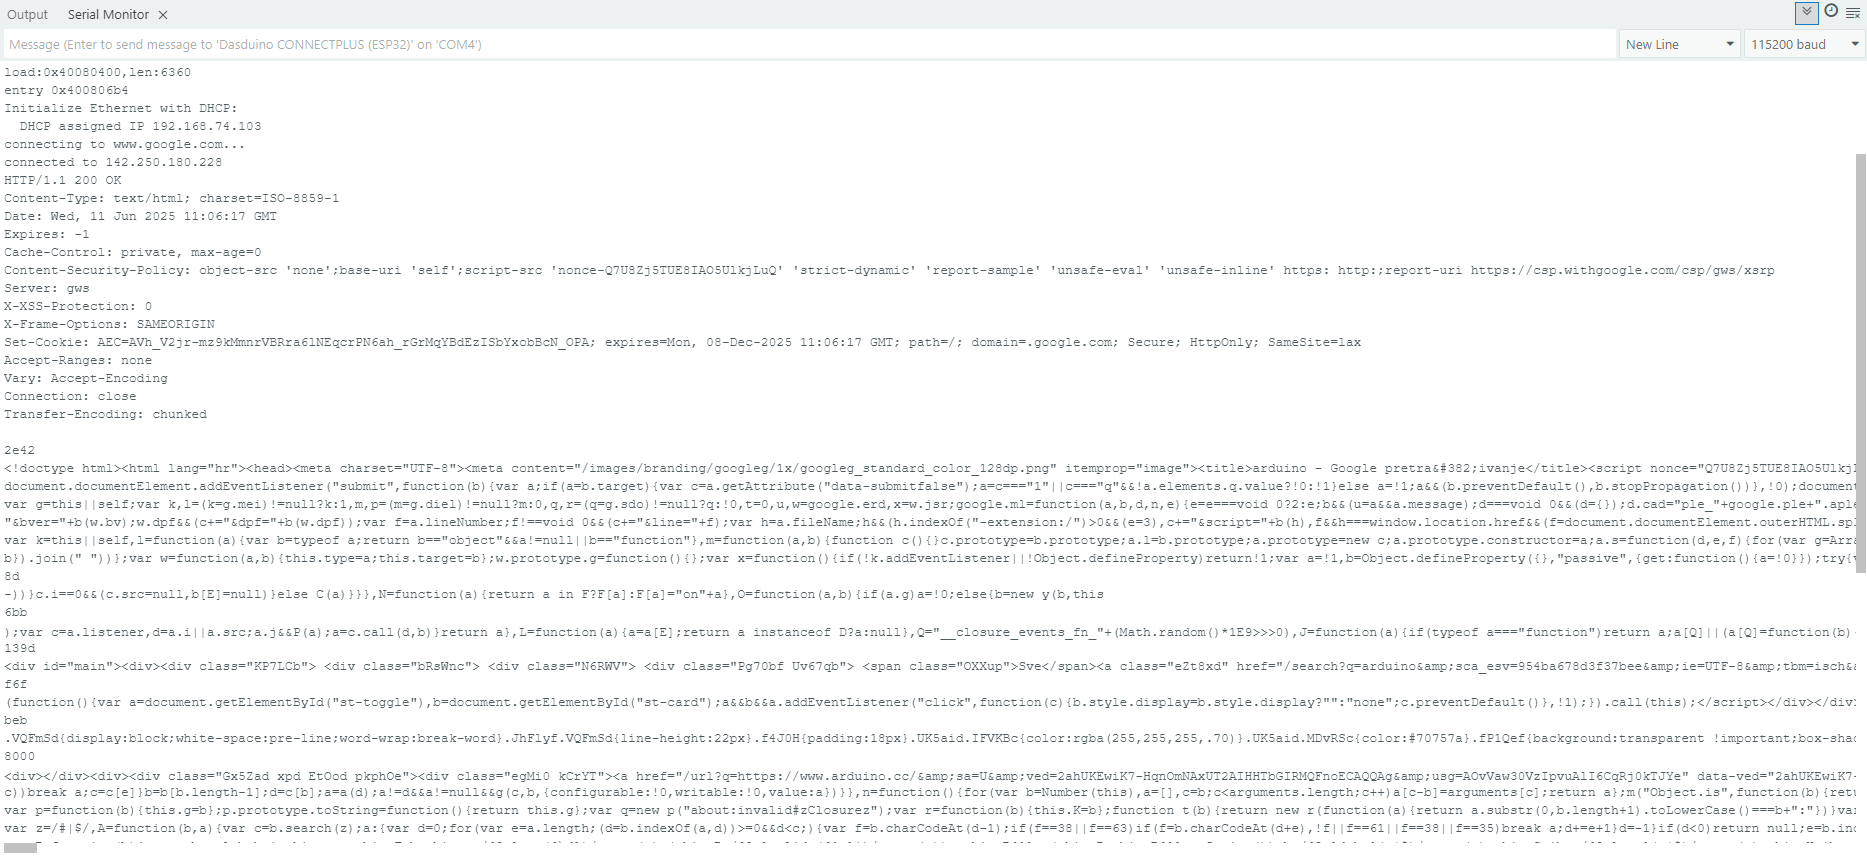 Output
Serial Monitor
Message (Enter to send message to 'Dasduino CONNECTPLUS (ESP32)' on 'COM4')
New Line
115200 baud
load:0x40080400,len:6360
entry 0x400806b4
Initialize Ethernet with DHCP:
  DHCP assigned IP 192.168.74.103
connecting to www.google.com...
connected to 142.250.180.228
HTTP/1.1 200 OK
Content-Type: text/html; charset=ISO-8859-1
Date: Wed, 11 Jun 2025 11:06:17 GMT
Expires: -1
Cache-Control: private, max-age=0
Content-Security-Policy: object-src 'none';base-uri 'self';script-src 'nonce-Q7U8Zj5TUE8IAO5UlkjLuQ' 'strict-dynamic' 'report-sample' 'unsafe-eval' 'unsafe-inline' https: http:;report-uri https://csp.withgoogle.com/csp/gws/xsrp
Server: gws
X-XSS-Protection: 0
X-Frame-Options: SAMEORIGIN
Set-Cookie: AEC=AVh_V2jr-mz9kMmnrVBRra6lNEqcrPN6ah_rGrMqYBdEzISbYxobBcN_OPA; expires=Mon, 08-Dec-2025 11:06:17 GMT; path=/; domain=.google.com; Secure; HttpOnly; SameSite=lax
Accept-Ranges: none
Vary: Accept-Encoding
Connection: close
Transfer-Encoding: chunked
2e42
<!doctype html><html lang="hr"><head><meta charset="UTF-8"><meta content="/images/branding/googleg/1x/googleg_standard_color_128dp.png" itemprop="image"><title>arduino - Google pretra&#382;ivanje</title><script nonce="Q7U8Zj5TUE8IAO5Ulkj
document.documentElement.addEventListener("submit",function(b){var a;if(a=b.target){var c=a.getAttribute("data-submitfalse");a=c==="1"||c==="q"&&!a.elements.q.value?!0:!1}else a=!1;a&&(b.preventDefault(),b.stopPropagation())},!0);document
var g=this||self;var k,l=(k=g.mei)!=null?k:1,m,p=(m=g.diel)!=null?m:0,q,r=(q=g.sdo)!=null?q:!0,t=0,u,w=google.erd,x=w.jsr;google.ml=function(a,b,d,n,e){e=e===void 0?2:e;b&&(u=a&&a.message);d===void 0&&(d={});d.cad="ple_"+google.ple+".aple
"&bver="+b(w.bv);w.dpf&&(c+="&dpf="+b(w.dpf));var f=a.lineNumber;f!==void 0&&(c+="&line="+f);var h=a.fileName;h&&(h.indexOf("-extension:/")>0&&(e=3),c+="&script="+b(h),f&&h===window.location.href&&(f=document.documentElement.outerHTML.spl
var k=this||self,l=function(a){var b=typeof a;return b=="object"&&a!=null||b=="function"},m=function(a,b){function c(){}c.prototype=b.prototype;a.l=b.prototype;a.prototype=new c;a.prototype.constructor=a;a.s=function(d,e,f){for(var g=Arra
b}).join(" "))};var w=function(a,b){this.type=a;this.target=b};w.prototype.g=function(){};var x=function(){if(!k.addEventListener||!Object.defineProperty)return!1;var a=!1,b=Object.defineProperty({},"passive",{get:function(){a=!0}});try{
8d
-))}c.i==0&&(c.src=null,b[E]=null)}else C(a)}}},N=function(a){return a in F?F[a]:F[a]="on"+a},O=function(a,b){if(a.g)a=!0;else{b=new y(b,this
6bb
);var c=a.listener,d=a.i||a.src;a.j&&P(a);a=c.call(d,b)}return a},L=function(a){a=a[E];return a instanceof D?a:null},Q="__closure_events_fn_"+(Math.random()*1E9>>>0),J=function(a){if(typeof a==="function")return a;a[Q]||(a[Q]=function(b)
139d
<div id="main"><div><div class="KP7LCb"> <div class="bRsWnc"> <div class="N6RWV"> <div class="Pg70bf Uv67qb"> <span class="OXXup">Sve</span><a class="eZt8xd" href="/search?q=arduino&amp;sca_esv=954ba678d3f37bee&amp;ie=UTF-8&amp;tbm=isch&a
f6f
(function(){var a=document.getElementById("st-toggle"),b=document.getElementById("st-card");a&&b&&a.addEventListener("click",function(c){b.style.display=b.style.display?"":"none";c.preventDefault()},!1);}).call(this);</script></div></div>
beb
.VQFmSd{display:block;white-space:pre-line;word-wrap:break-word}.JhFlyf.VQFmSd{line-height:22px}.f4J0H{padding:18px}.UK5aid.IFVKBc{color:rgba(255,255,255,.70)}.UK5aid.MDvRSc{color:#70757a}.fP1Qef{background:transparent !important;box-sha
8000
<div></div><div><div class="Gx5Zad xpd EtOod pkphOe"><div class="egMi0 kCrYT"><a href="/url?q=https://www.arduino.cc/&amp;sa=U&amp;ved=2ahUKEwiK7-HqnOmNAxUT2AIHHTbGIRMQFnoECAQQAg&amp;usg=AOvVaw30VzIpvuAlI6CqRj0kTJYe" data-ved="2ahUKEwiK7-
c))break a;c=c[e]}b=b[b.length-1];d=c[b];a=a(d);a!=d&&a!=null&&g(c,b,{configurable:!0,writable:!0,value:a})}},n=function(){for(var b=Number(this),a=[],c=b;c<arguments.length;c++)a[c-b]=arguments[c];return a};m("Object.is",function(b){retu
var p=function(b){this.g=b};p.prototype.toString=function(){return this.g};var q=new p("about:invalid#zClosurez");var r=function(b){this.K=b};function t(b){return new r(function(a){return a.substr(0,b.length+1).toLowerCase()===b+":"})}var
var z=/#|$/,A=function(b,a){var c=b.search(z);a:{var d=0;for(var e=a.length;(d=b.indexOf(a,d))>=0&&d<c;){var f=b.charCodeAt(d-1);if(f==38||f==63)if(f=b.charCodeAt(d+e),!f||f==61||f==38||f==35)break a;d+=e+1}d=-1}if(d<0)return null;e=b.ind